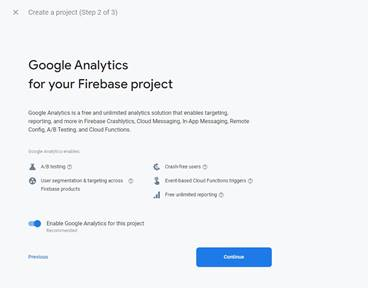 Create a project (Step 2 of 3)
Google Analytics
for your Firebase project
Google Analytics is a free and unlimited analytics solution that enables targeting,
reporting, and more in Firebase Crashlytics, Cloud Messaging, In-App Messaging, Remote
Config, A/B Testing, and Cloud Functions.
Google Analytics enables:
A/B testing
Crash-free users
User segmentation & targeting across
Firebase products
Event-based Cloud Functions triggers
Free unlimited reporting
Enable Google Analytics for this project
Recommended
Previous
Continue